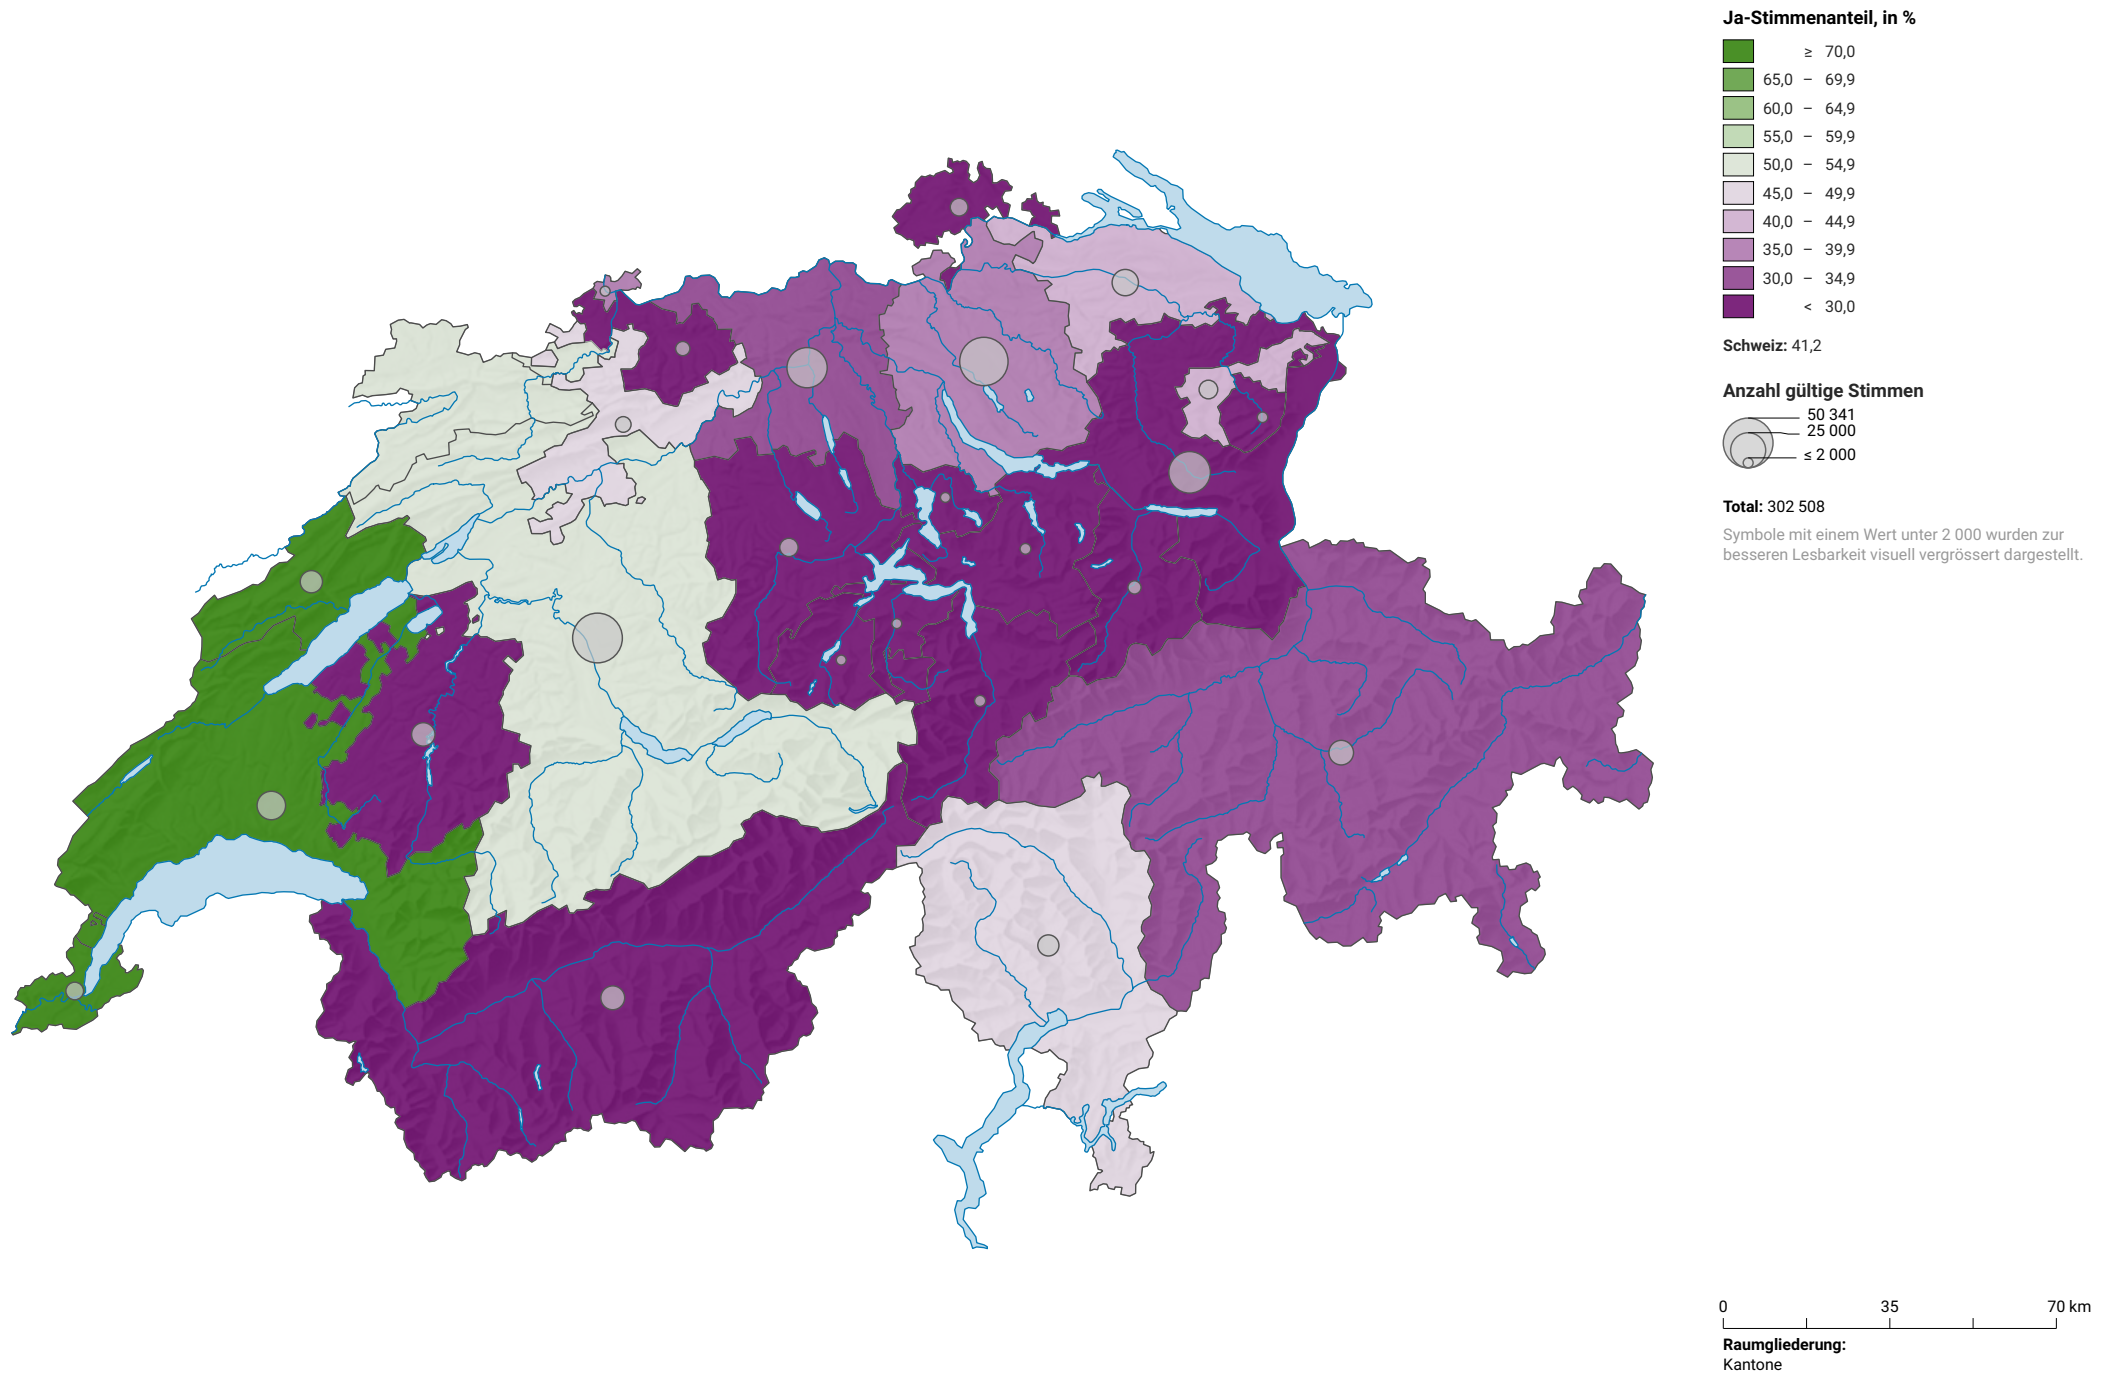 Ja-Stimmenanteil, in %
≥ 70,0
65,0 – 69,9
60,0 – 64,9
55,0 – 59,9
50,0 – 54,9
45,0 – 49,9
40,0 – 44,9
35,0 – 39,9
30,0 – 34,9
< 30,0
Schweiz: 41,2
Anzahl gültige Stimmen
50 341
25 000
≤ 2 000
Total: 302 508
Symbole mit einem Wert unter 2 000 wurden zur
besseren Lesbarkeit visuell vergrössert dargestellt.
0 35 70 km
Raumgliederung:
Kantone